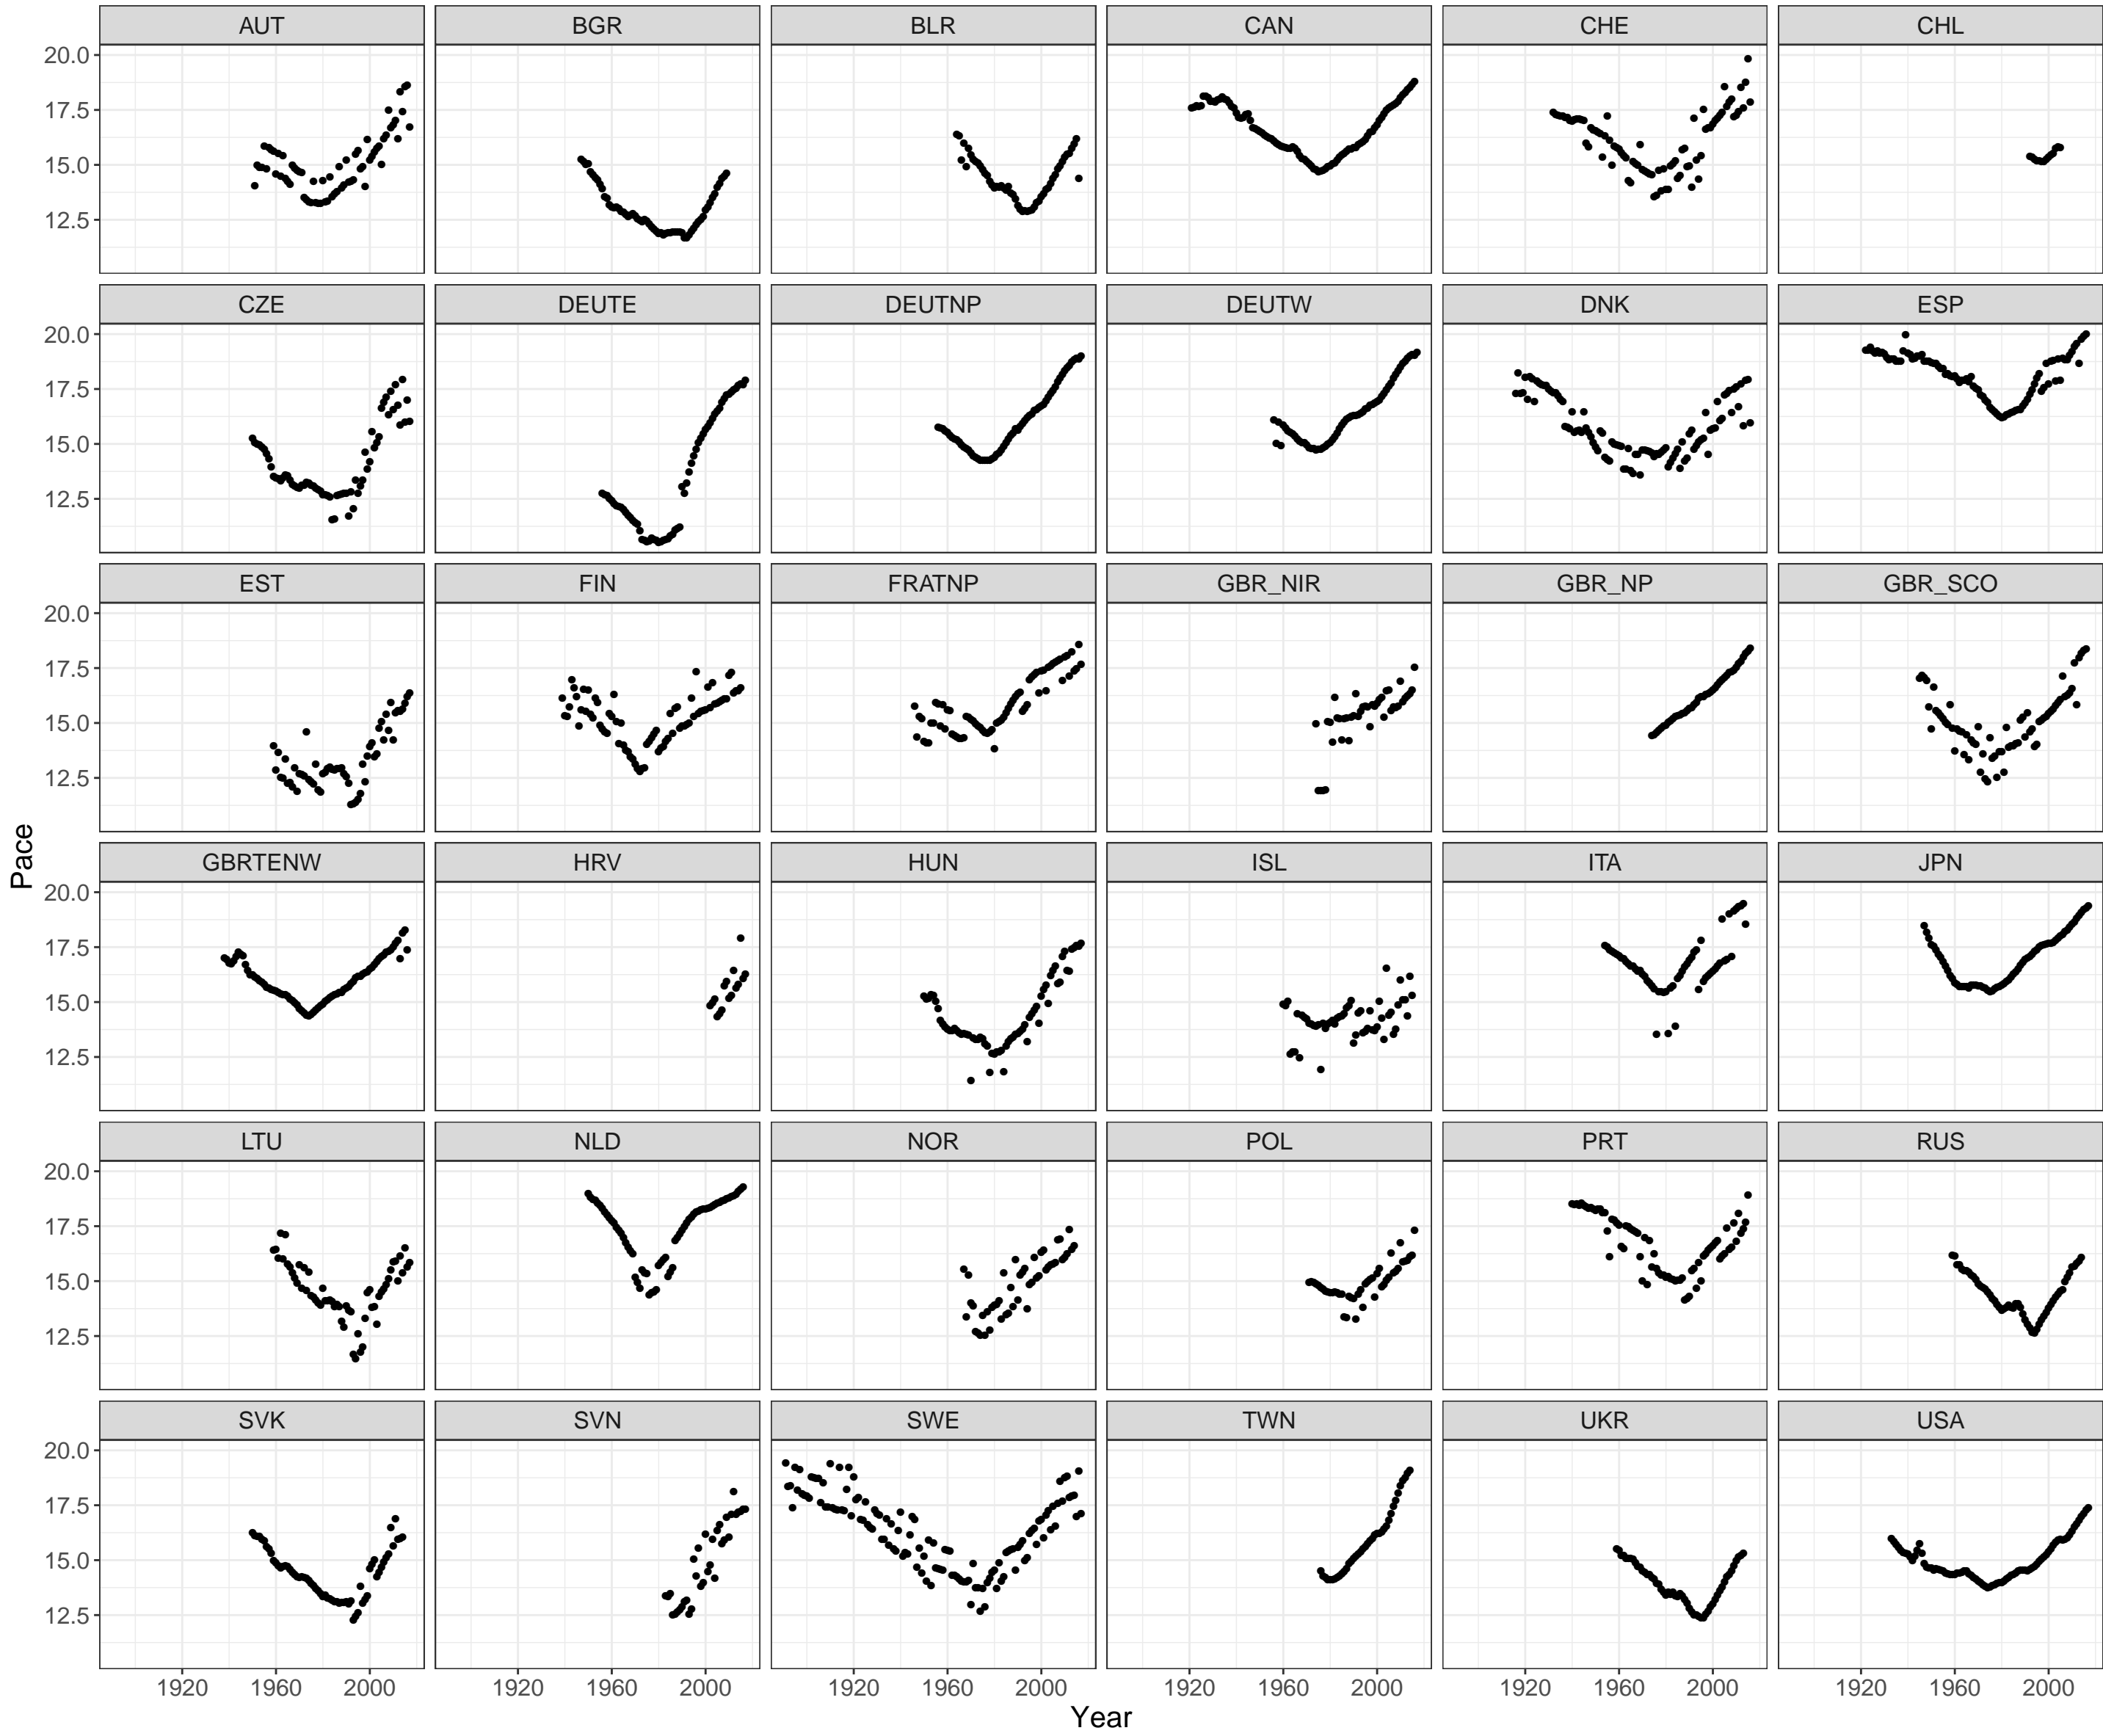 AUT BGR BLR CAN CHE CHL
20.0
17.5
15.0
12.5
CZE DEUTE DEUTNP DEUTW DNK ESP
20.0
17.5
15.0
12.5
EST FIN FRATNP GBR_NIR GBR_NP GBR_SCO
20.0
17.5
15.0
12.5
Pace
GBRTENW HRV HUN ISL ITA JPN
20.0
17.5
15.0
12.5
LTU NLD NOR POL PRT RUS
20.0
17.5
15.0
12.5
SVK SVN SWE TWN UKR USA
20.0
17.5
15.0
12.5
1920 1960 2000 1920 1960 2000 1920 1960 2000 1920 1960 2000 1920 1960 2000 1920 1960 2000
Year